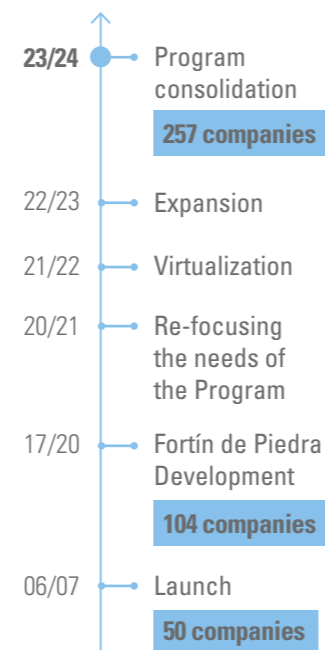 23/24 Program
consolidation
257 companies
22/23 Expansion
21/22 Virtualization
20/21 Re-focusing
the needs of
the Program
17/20 Fortín de Piedra
Development
104 companies
06/07 Launch
50 companies